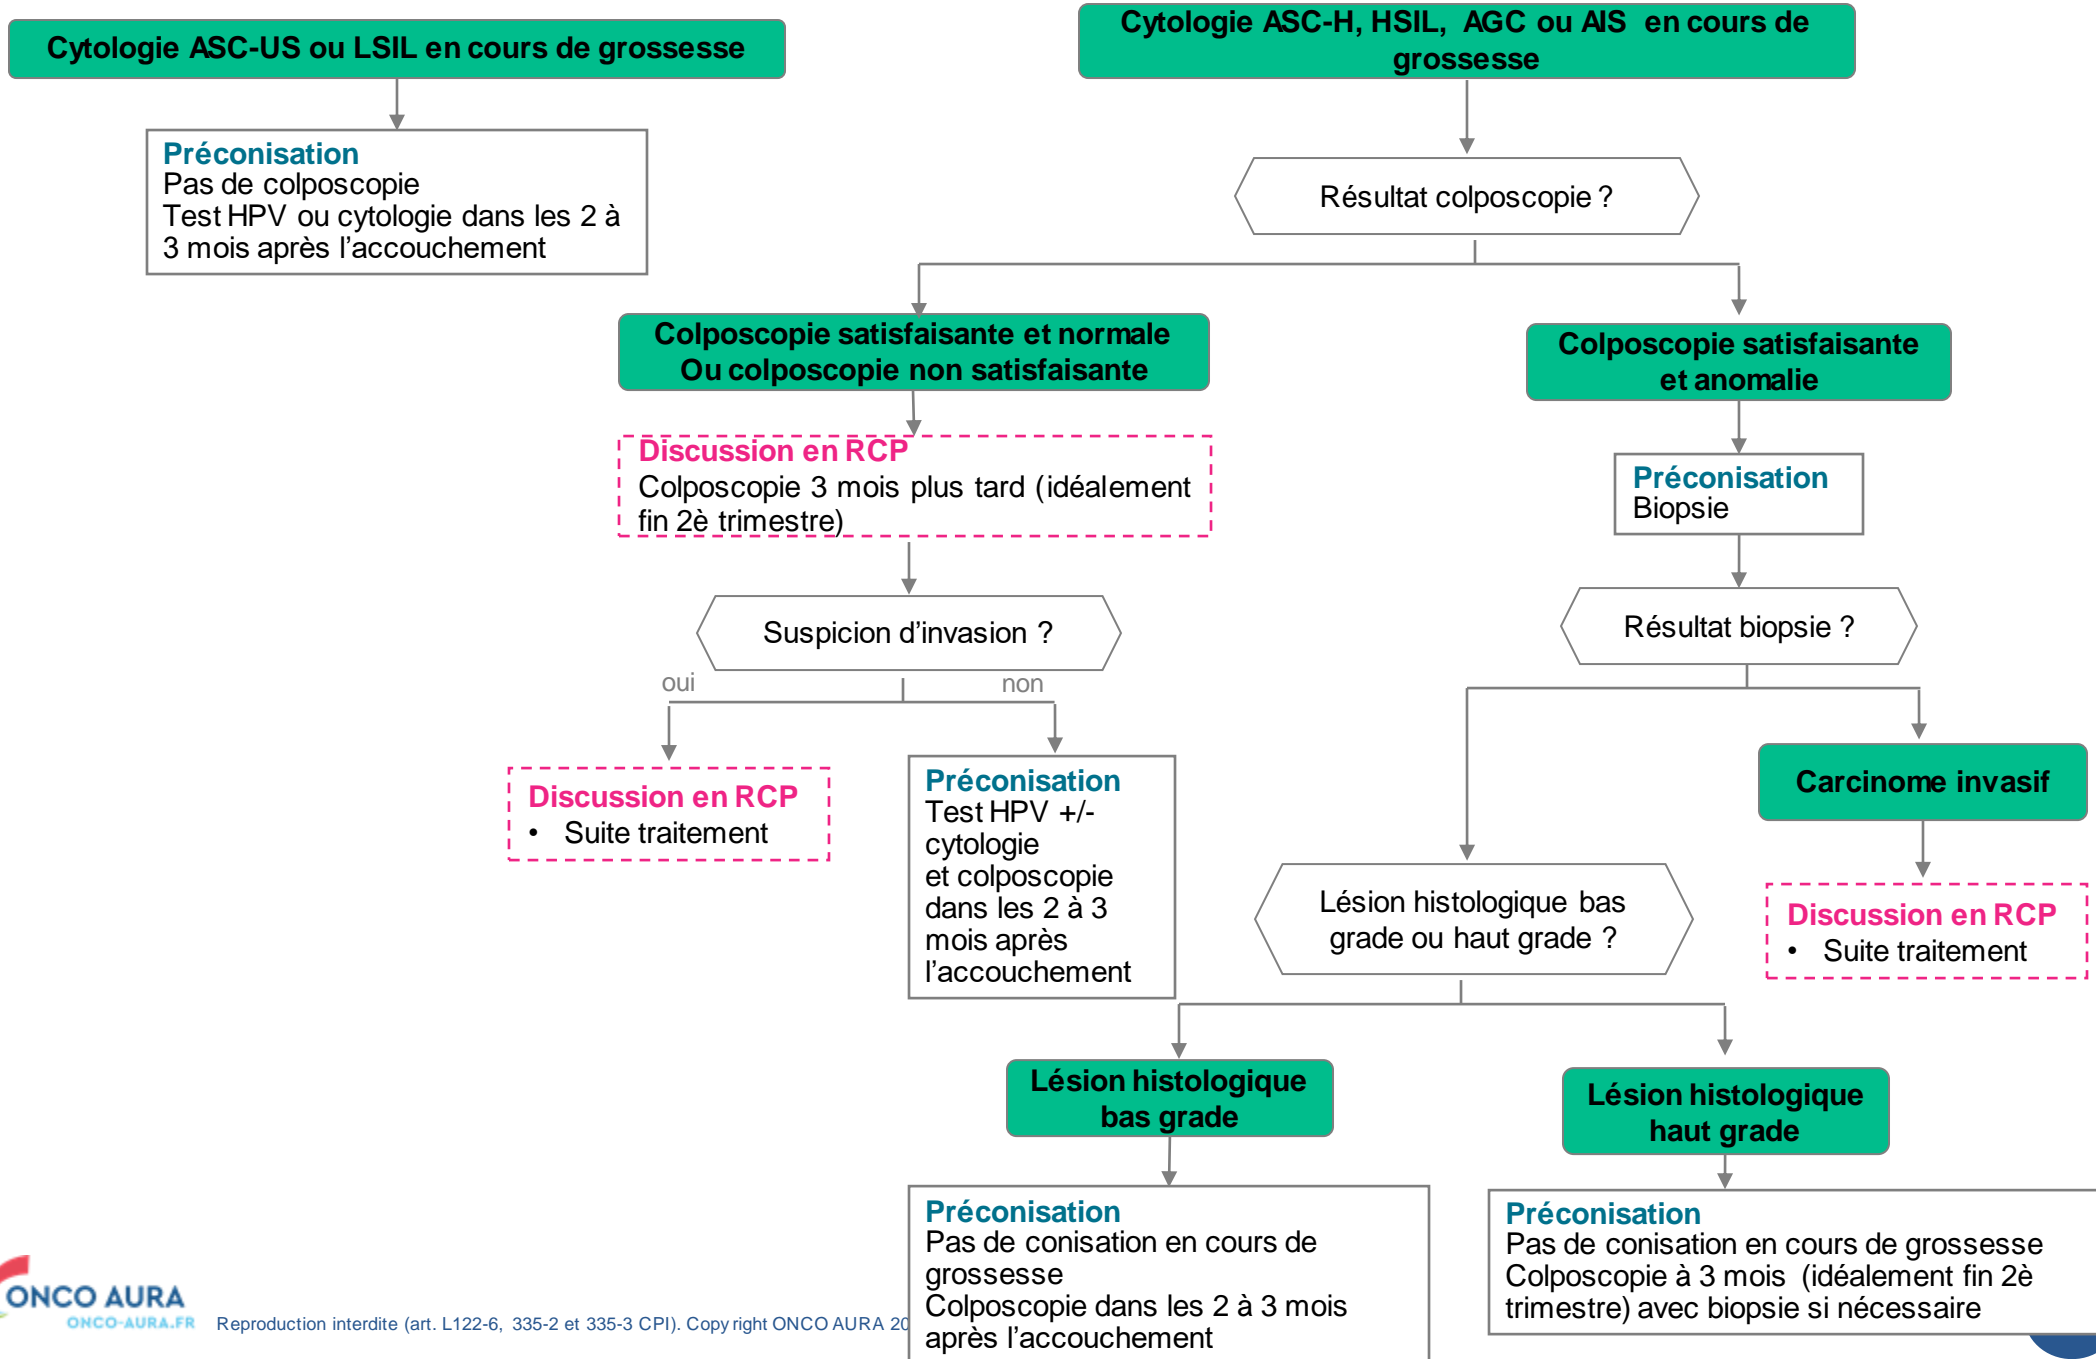 Cytologie ASC-US ou LSIL en cours de grossesse
Préconisation
Pas de colposcopie
Test HPV ou cytologie dans les 2 à
3 mois après l’accouchement
Cytologie ASC-H, HSIL, AGC ou AIS en cours de
grossesse
Résultat colposcopie ?
Colposcopie satisfaisante et normale
Ou colposcopie non satisfaisante
Discussion en RCP
Colposcopie 3 mois plus tard (idéalement
fin 2è trimestre)
Suspicion d’invasion ?
oui
non
Discussion en RCP
• Suite traitement
Préconisation
Test HPV +/-
cytologie
et colposcopie
dans les 2 à 3
mois après
l’accouchement
Colposcopie satisfaisante
et anomalie
Préconisation
Biopsie
Résultat biopsie ?
Carcinome invasif
Discussion en RCP
• Suite traitement
Lésion histologique bas
grade ou haut grade ?
Lésion histologique
bas grade
Préconisation
Pas de conisation en cours de
grossesse
Colposcopie dans les 2 à 3 mois
après l’accouchement
Lésion histologique
haut grade
Préconisation
Pas de conisation en cours de grossesse
Colposcopie à 3 mois (idéalement fin 2è
trimestre) avec biopsie si nécessaire
ONCO AURA
ONCO-AURA.FR
Reproduction interdite (art. L122-6, 335-2 et 335-3 CPI). Copyright ONCO AURA 20